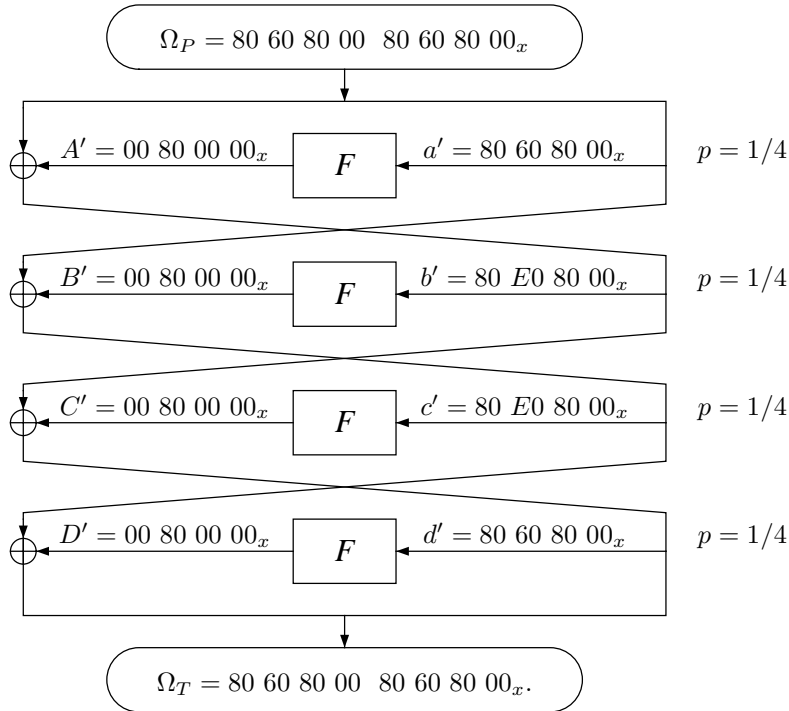 Ω_P = 80 60 80 00 80 60 80 00_x
A′ = 00 80 00 00_x F a′ = 80 60 80 00_x p = 1/4
B′ = 00 80 00 00_x F b′ = 80 E0 80 00_x p = 1/4
C′ = 00 80 00 00_x F c′ = 80 E0 80 00_x p = 1/4
D′ = 00 80 00 00_x F d′ = 80 60 80 00_x p = 1/4
Ω_T = 80 60 80 00 80 60 80 00_x.